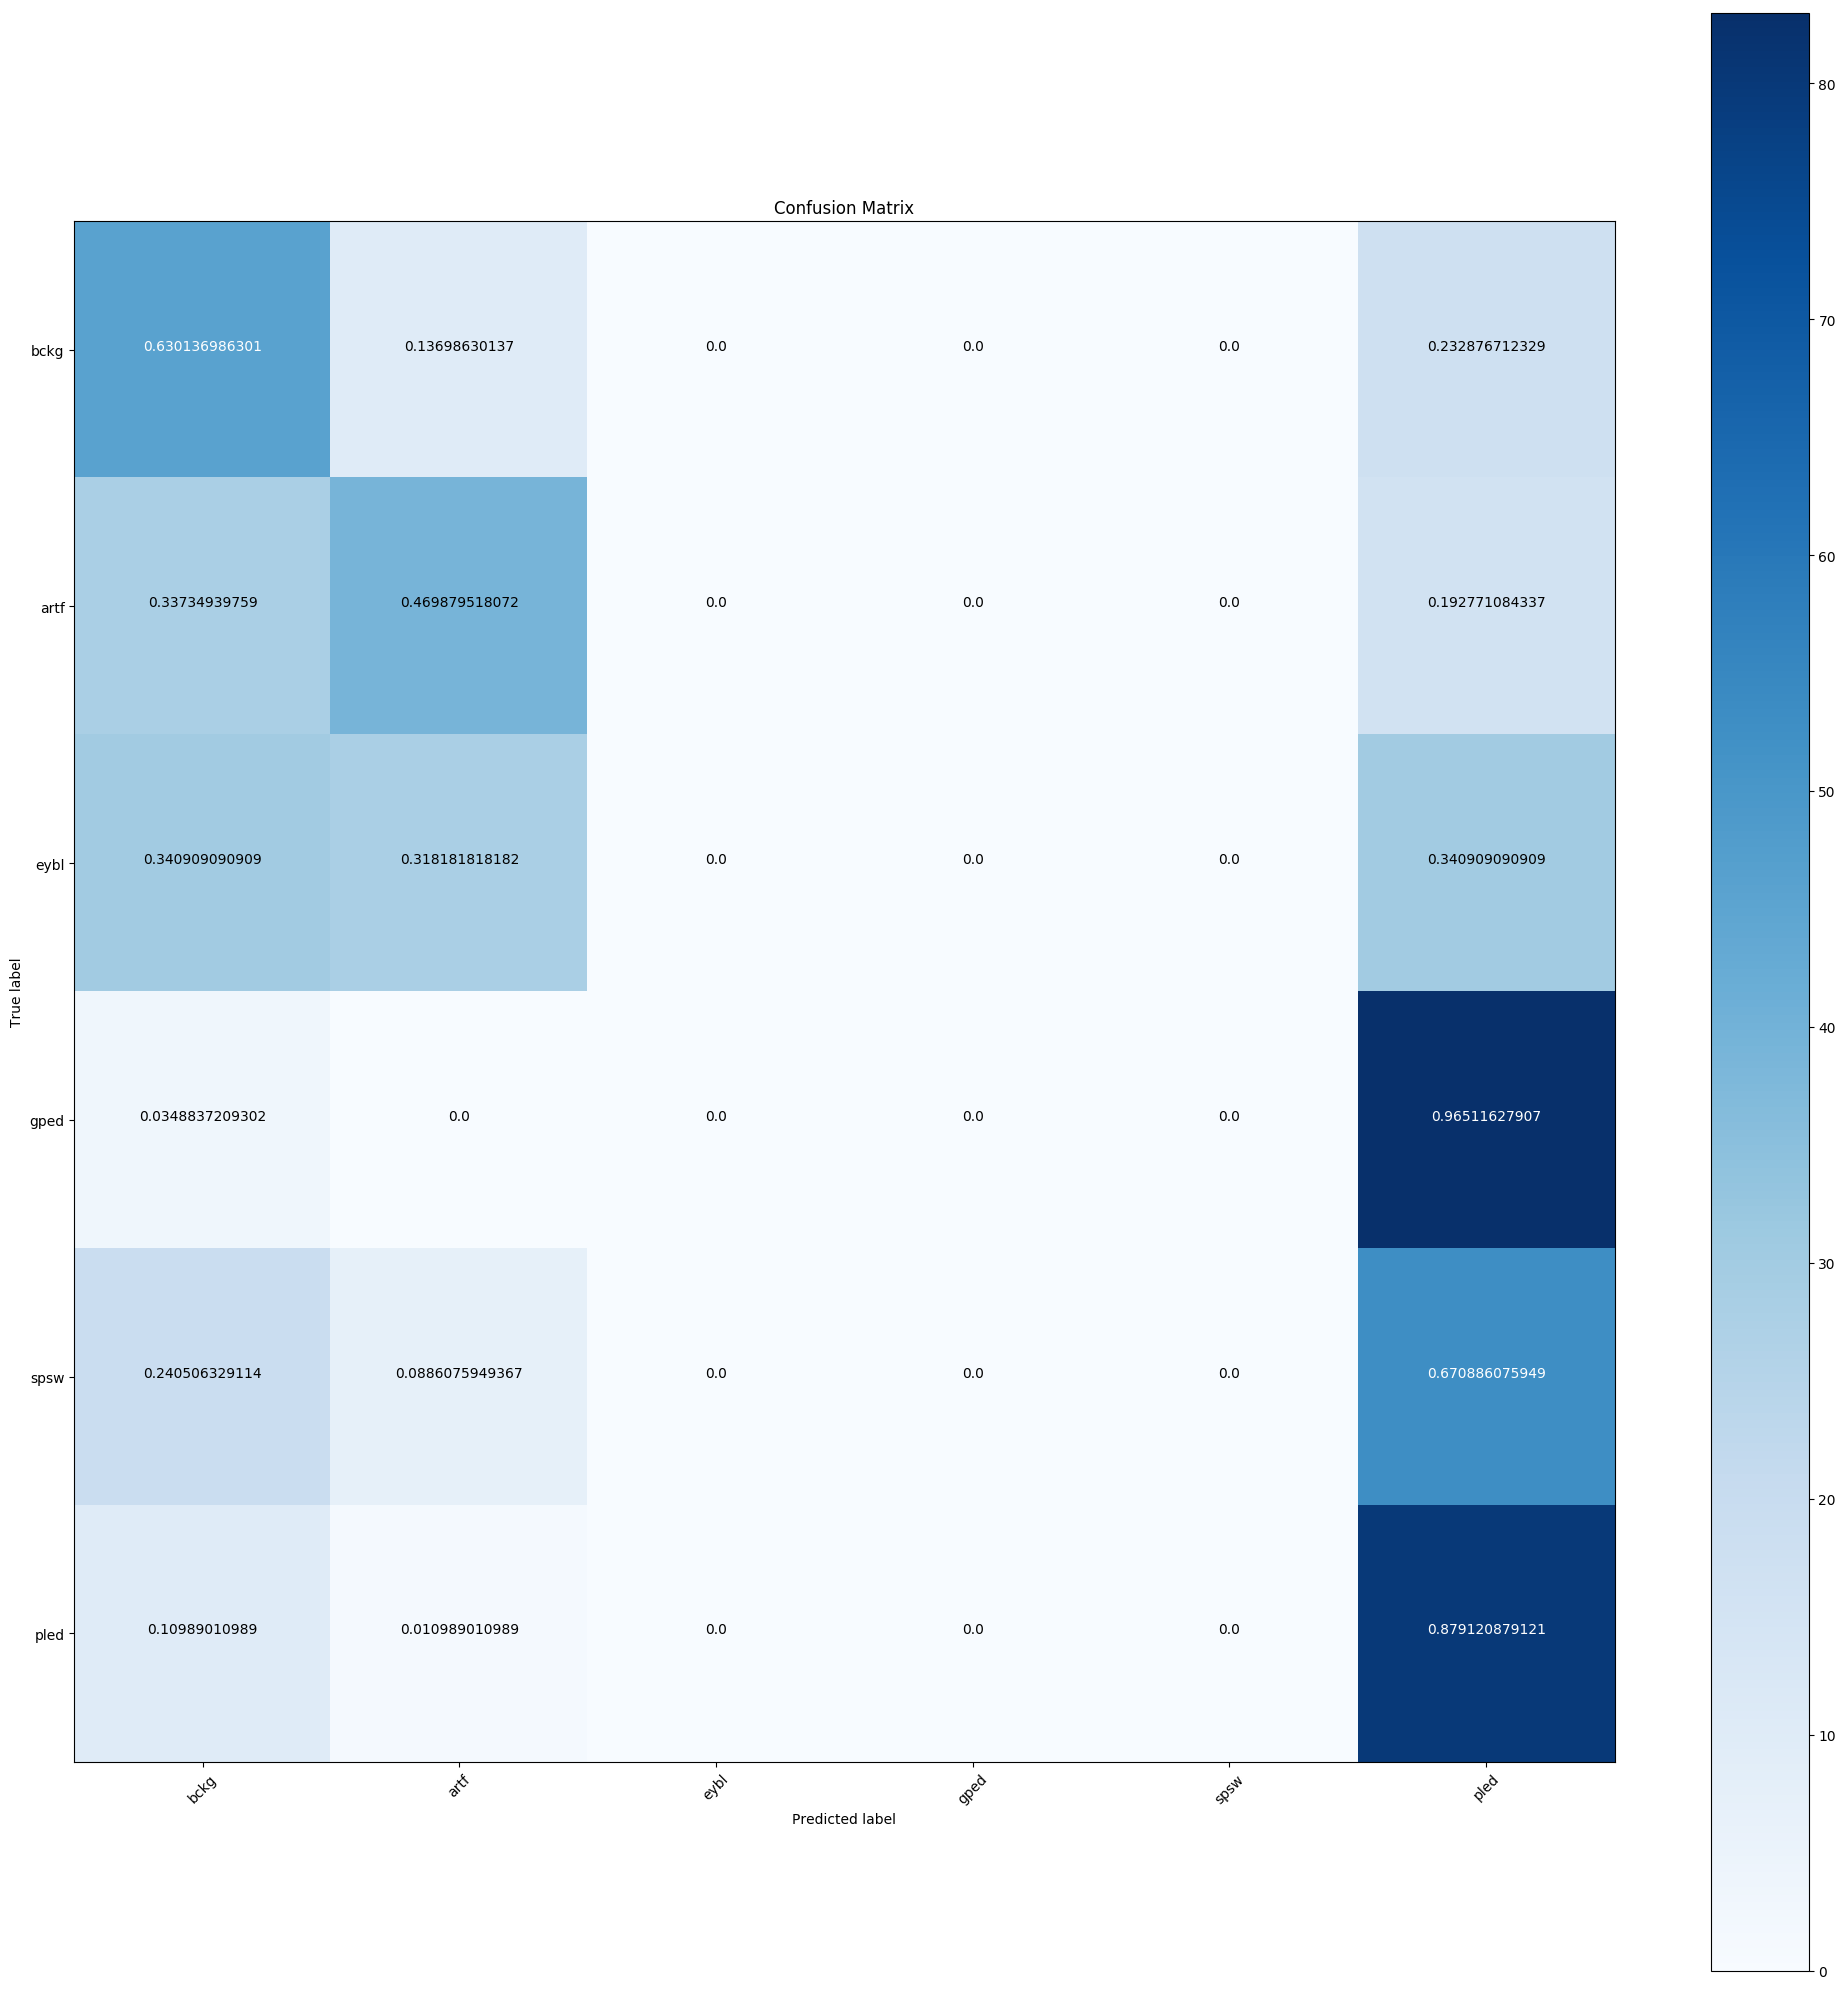 Confusion Matrix
bckg 0.630136986301 0.13698630137 0.0 0.0 0.0 0.232876712329
artf 0.33734939759 0.469879518072 0.0 0.0 0.0 0.192771084337
eybl 0.340909090909 0.318181818182 0.0 0.0 0.0 0.340909090909
gped 0.0348837209302 0.0 0.0 0.0 0.0 0.96511627907
spsw 0.240506329114 0.0886075949367 0.0 0.0 0.0 0.670886075949
pled 0.10989010989 0.010989010989 0.0 0.0 0.0 0.879120879121
True label
bckg artf eybl gped spsw pled
Predicted label
80
70
60
50
40
30
20
10
0